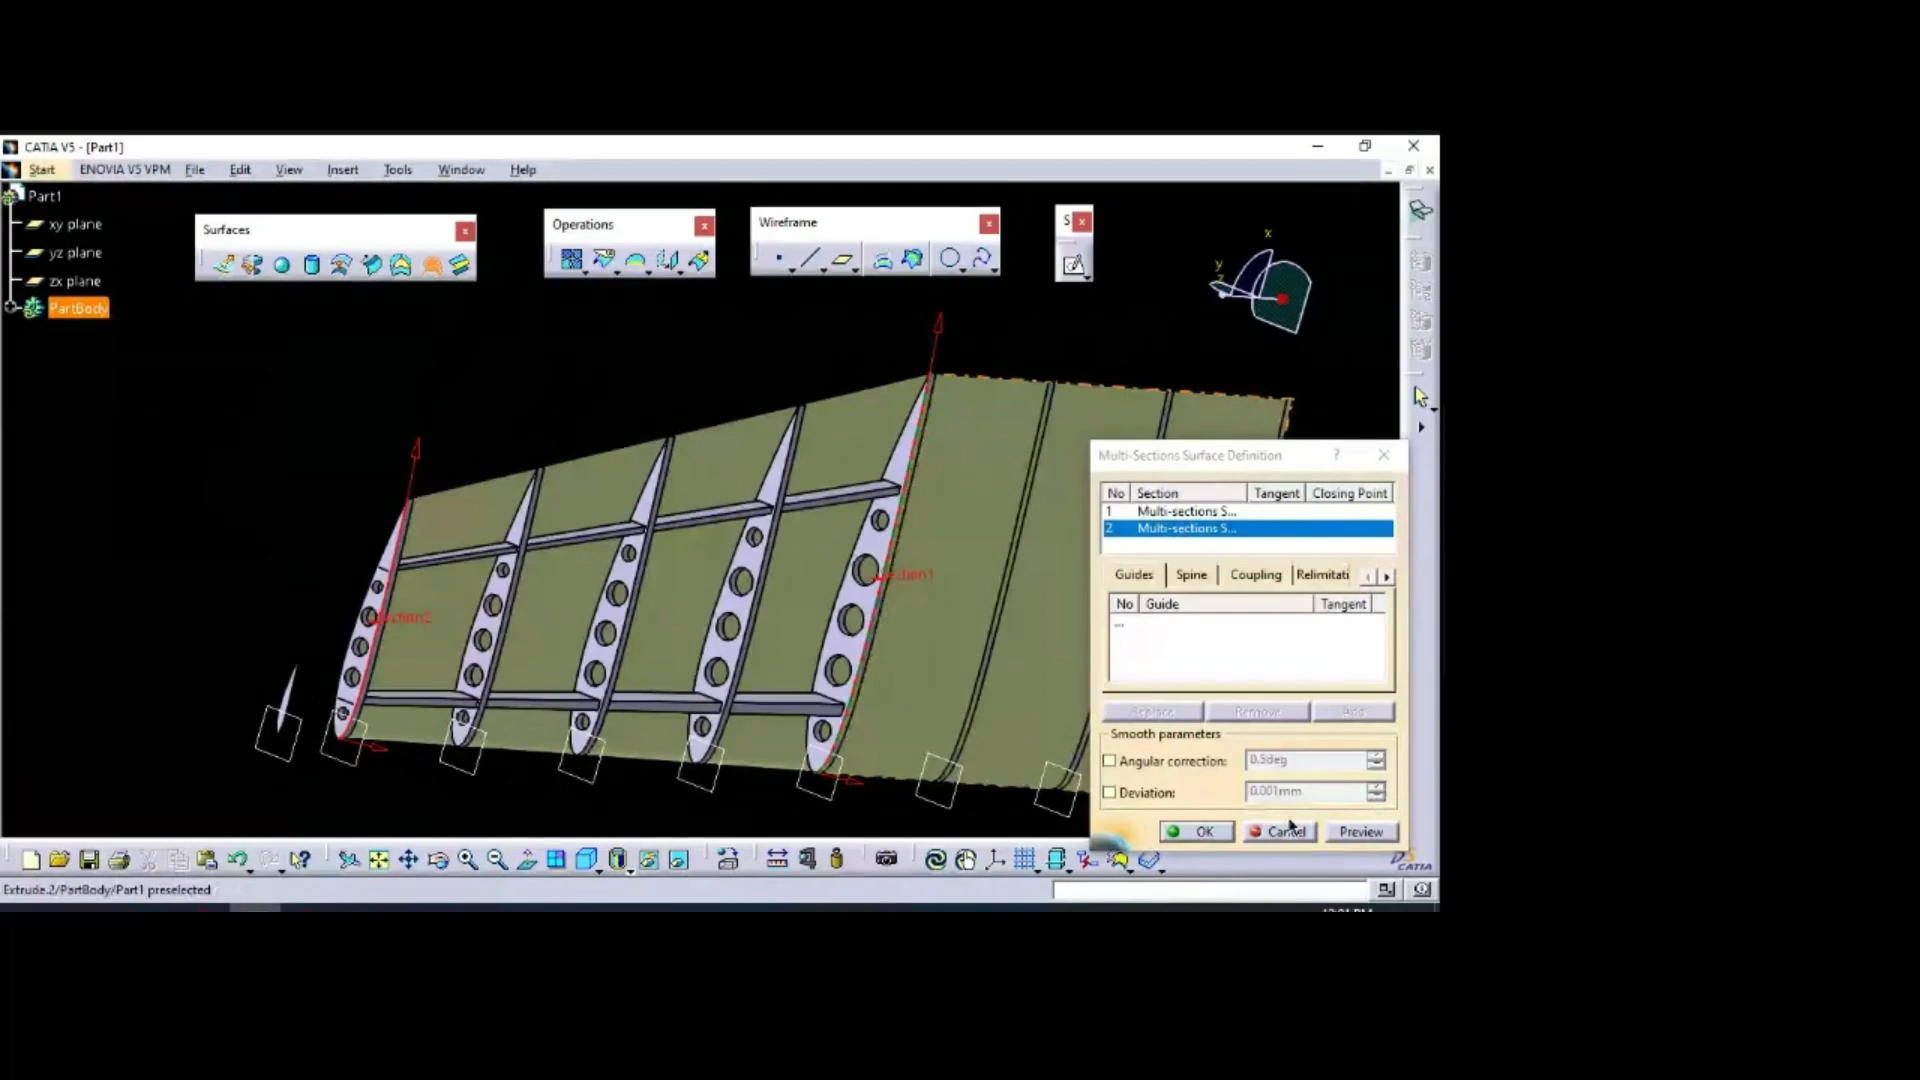 CATIA V5 - [Part1]
Start ENOVIA V5 VPM File Edit View Insert Tools Window Help
Part1
xy plane
yz plane
zx plane
PartBody
Surfaces
Operations
Wireframe
S
x
y
z
Multi-Sections Surface Definition
No Section Tangent Closing Point
1 Multi-sections S...
2 Multi-sections S...
Guides Spine Coupling Relimitati
No Guide Tangent
...
Replace Remove Add
Smooth parameters
Angular correction: 0.5deg
Deviation: 0.001mm
OK Cancel Preview
CATIA
Extrude.2/PartBody/Part1 preselected